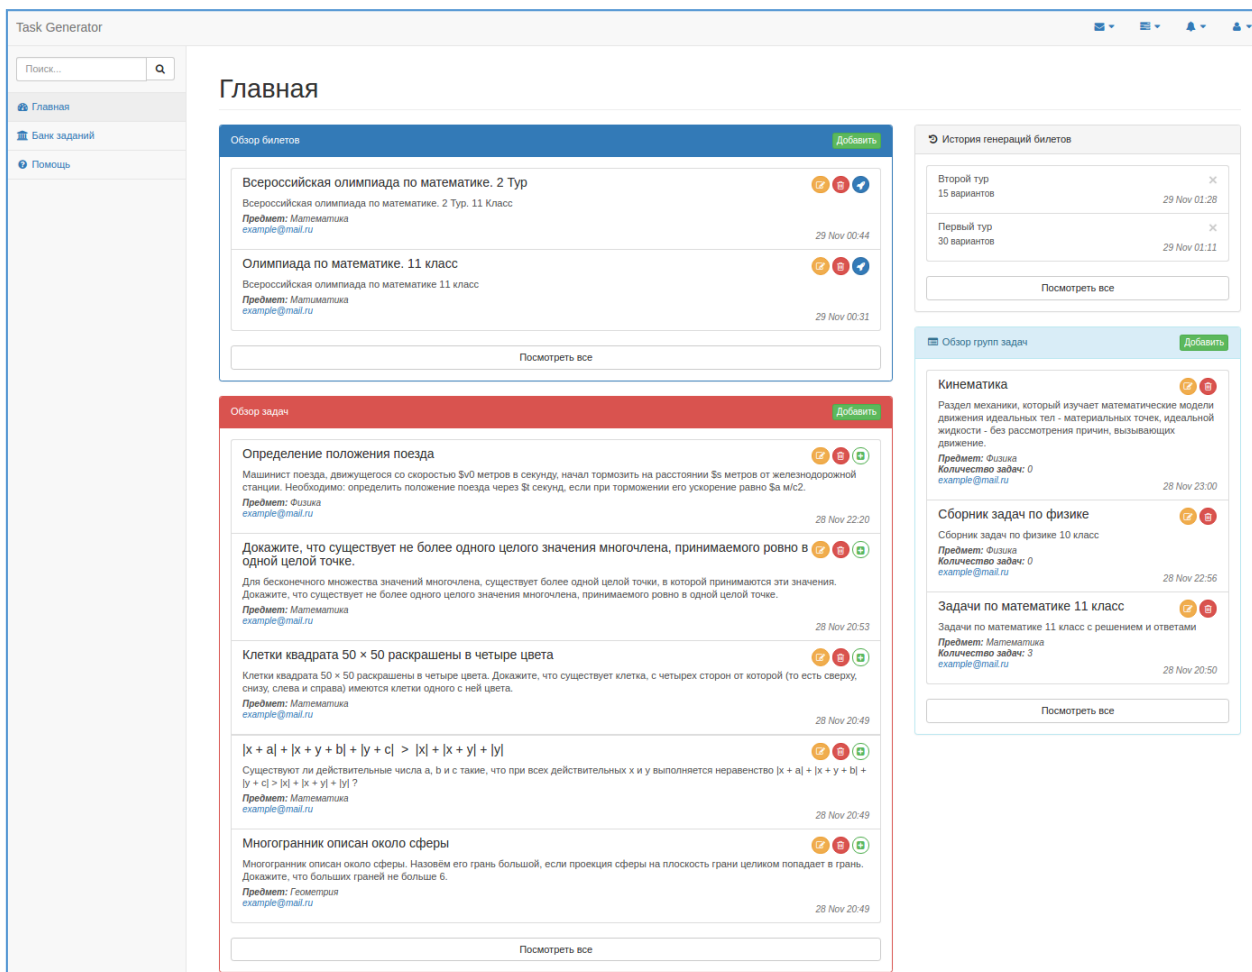 Task Generator
Поиск...
Главная
Банк заданий
Помощь
Главная
Обзор билетов
Добавить
Всероссийская олимпиада по математике. 2 Тур
Всероссийская олимпиада по математике. 2 Тур. 11 Класс
Предмет: Математика
example@mail.ru
29 Nov 00:44
Олимпиада по математике. 11 класс
Всероссийская олимпиада по математике 11 класс
Предмет: Матиматика
example@mail.ru
29 Nov 00:31
Посмотреть все
Обзор задач
Добавить
Определение положения поезда
Машинист поезда, движущегося со скоростью $v0 метров в секунду, начал тормозить на расстоянии $s метров от железнодорожной
станции. Необходимо: определить положение поезда через $t секунд, если при торможении его ускорение равно $a м/с2.
Предмет: Физика
example@mail.ru
28 Nov 22:20
Докажите, что существует не более одного целого значения многочлена, принимаемого ровно в
одной целой точке.
Для бесконечного множества значений многочлена, существует более одной целой точки, в которой принимаются эти значения.
Докажите, что существует не более одного целого значения многочлена, принимаемого ровно в одной целой точке.
Предмет: Математика
example@mail.ru
28 Nov 20:53
Клетки квадрата 50 × 50 раскрашены в четыре цвета
Клетки квадрата 50 × 50 раскрашены в четыре цвета. Докажите, что существует клетка, с четырех сторон от которой (то есть сверху,
снизу, слева и справа) имеются клетки одного с ней цвета.
Предмет: Математика
example@mail.ru
28 Nov 20:49
|x + a| + |x + y + b| + |y + c| > |x| + |x + y| + |y|
Существуют ли действительные числа a, b и c такие, что при всех действительных x и y выполняется неравенство |x + a| + |x + y + b| +
|y + c| > |x| + |x + y| + |y| ?
Предмет: Математика
example@mail.ru
28 Nov 20:49
Многогранник описан около сферы
Многогранник описан около сферы. Назовём его грань большой, если проекция сферы на плоскость грани целиком попадает в грань.
Докажите, что больших граней не больше 6.
Предмет: Геометрия
example@mail.ru
28 Nov 20:49
Посмотреть все
История генераций билетов
Второй тур
15 вариантов
29 Nov 01:28
Первый тур
30 вариантов
29 Nov 01:11
Посмотреть все
Обзор групп задач
Добавить
Кинематика
Раздел механики, который изучает математические модели
движения идеальных тел - материальных точек, идеальной
жидкости - без рассмотрения причин, вызывающих
движение.
Предмет: Физика
Количество задач: 0
example@mail.ru
28 Nov 23:00
Сборник задач по физике
Сборник задач по физике 10 класс
Предмет: Физика
Количество задач: 0
example@mail.ru
28 Nov 22:56
Задачи по математике 11 класс
Задачи по математике 11 класс с решением и ответами
Предмет: Математика
Количество задач: 3
example@mail.ru
28 Nov 20:50
Посмотреть все